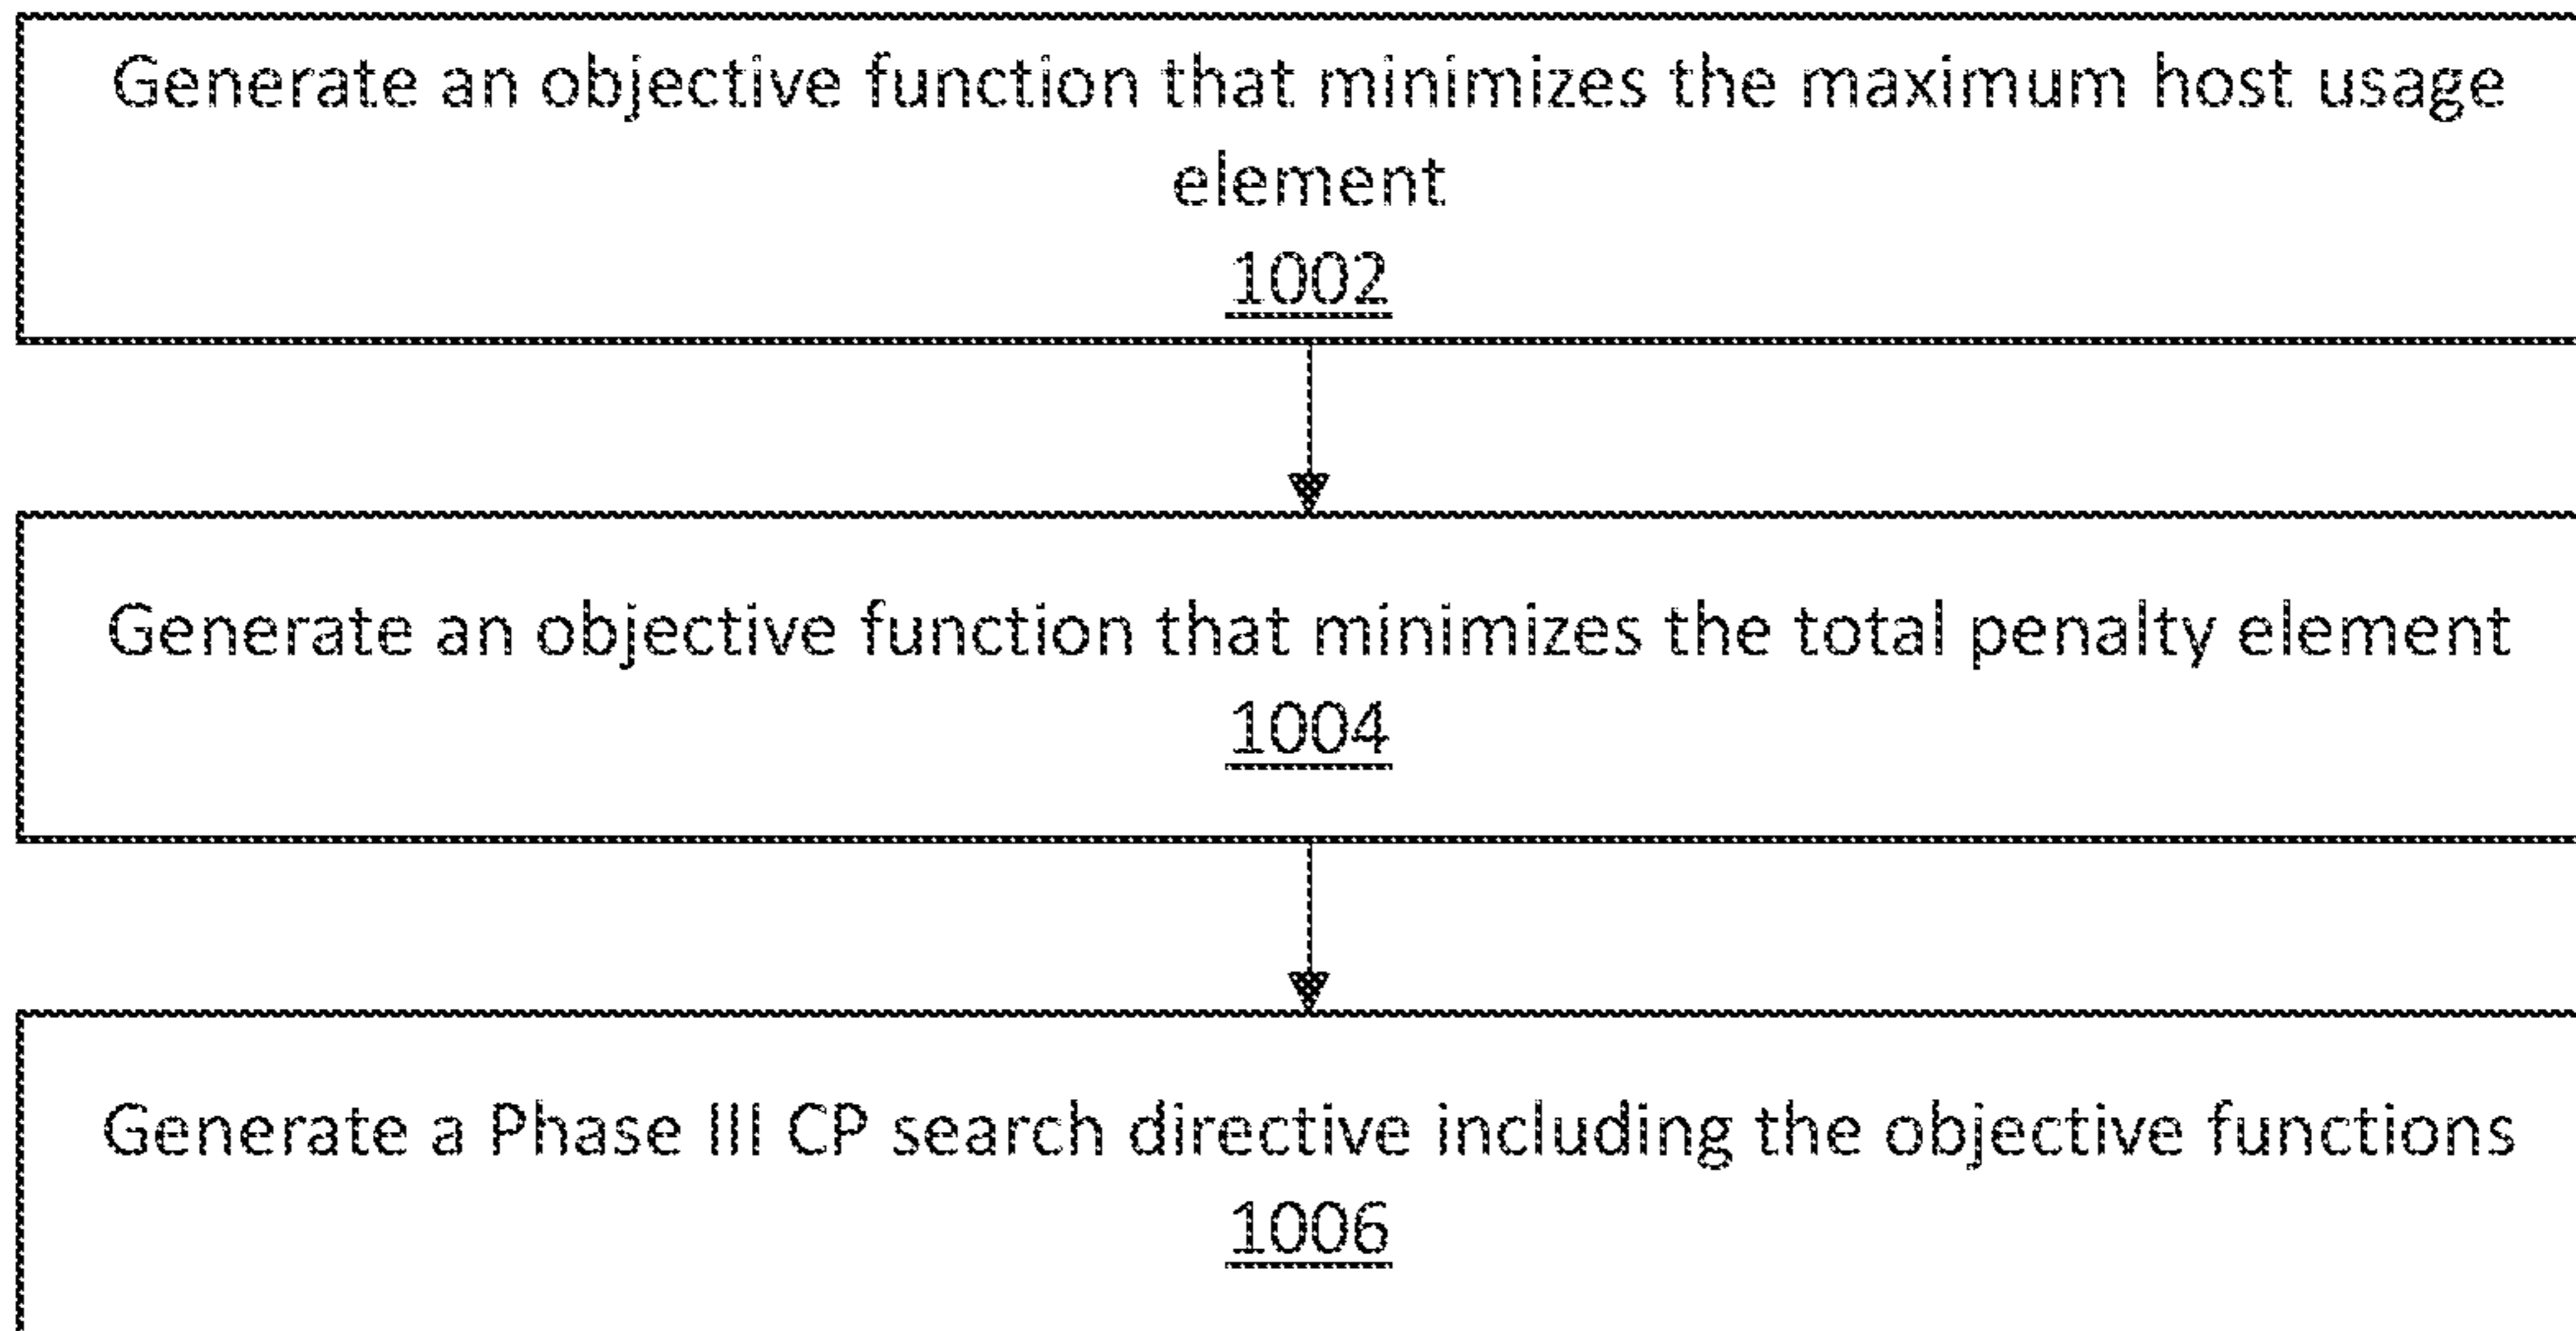 Generate an objective function that minimizes the maximum host usage
element
1002
Generate an objective function that minimizes the total penalty element
1004
Generate a Phase III CP search directive including the objective functions
1006